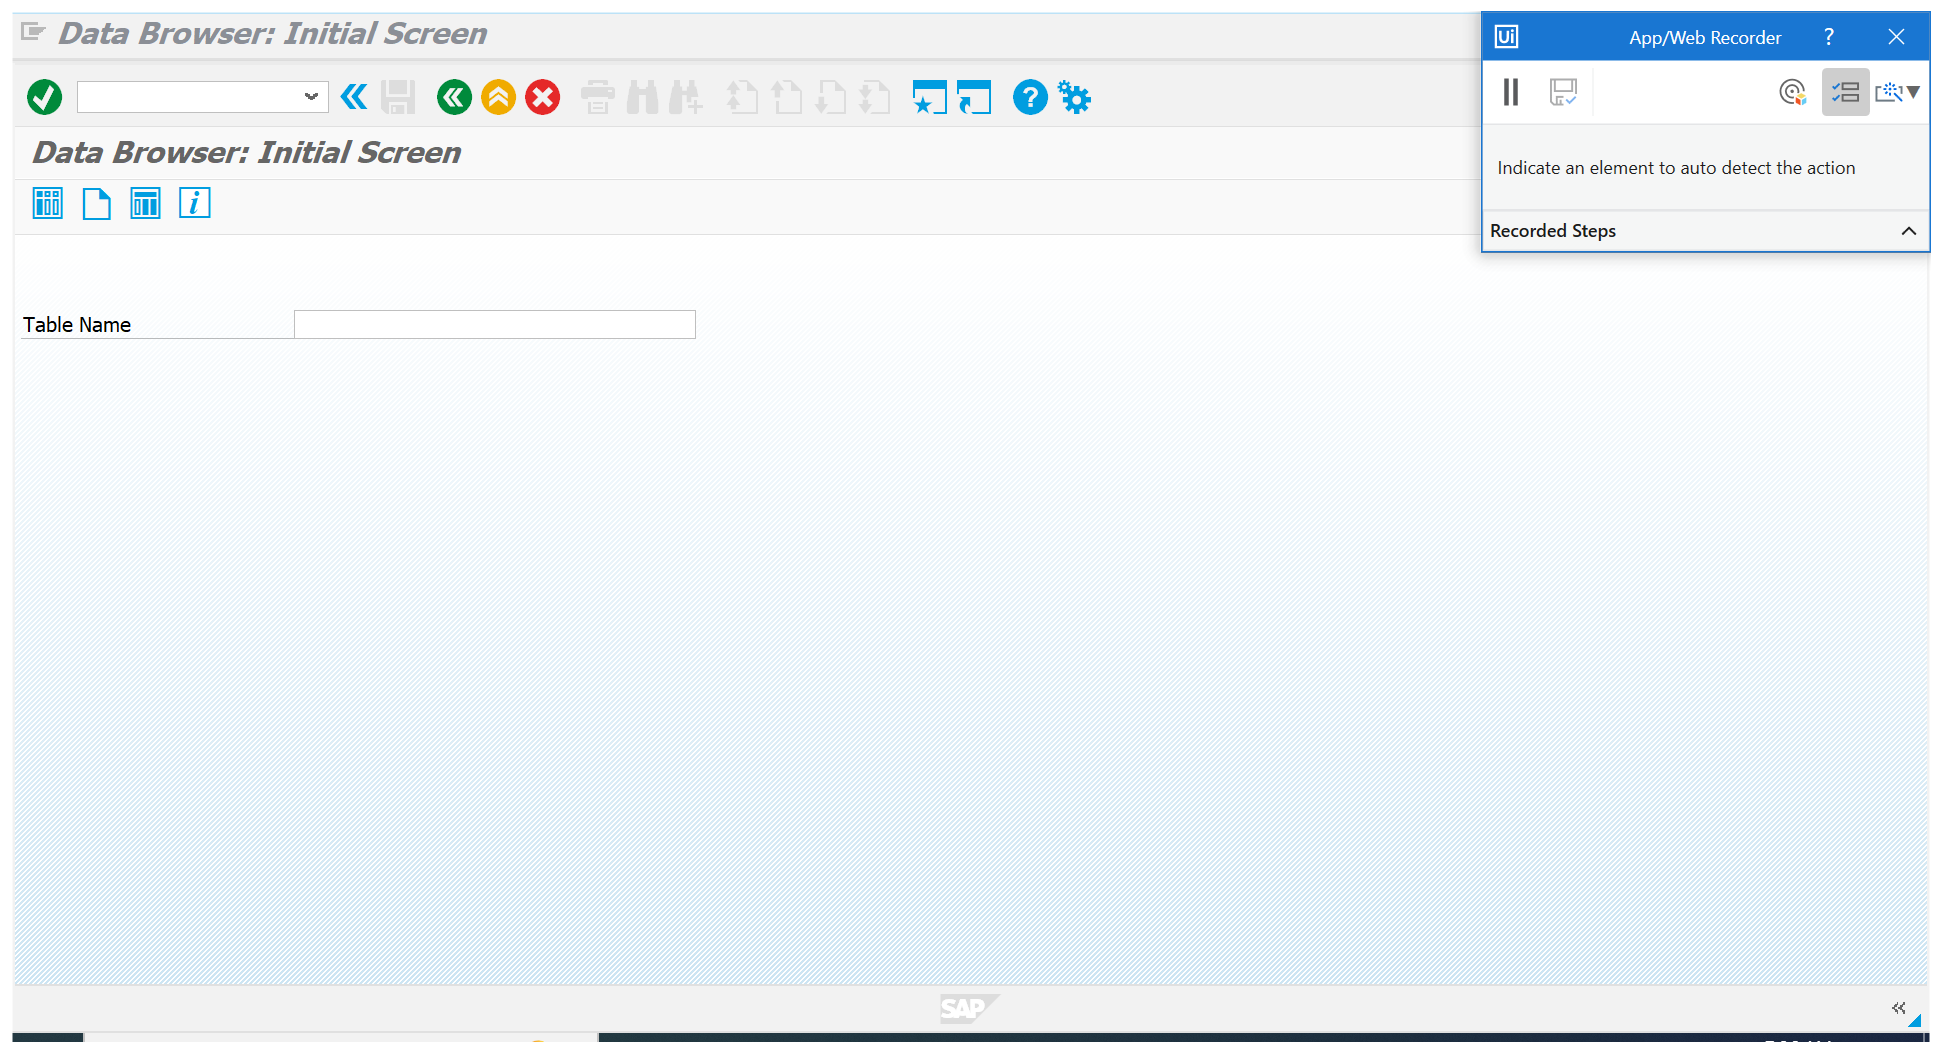 Data Browser: Initial Screen
Ui
App/Web Recorder
?
?
Data Browser: Initial Screen
i
Indicate an element to auto detect the action
Recorded Steps
Table Name
SAP